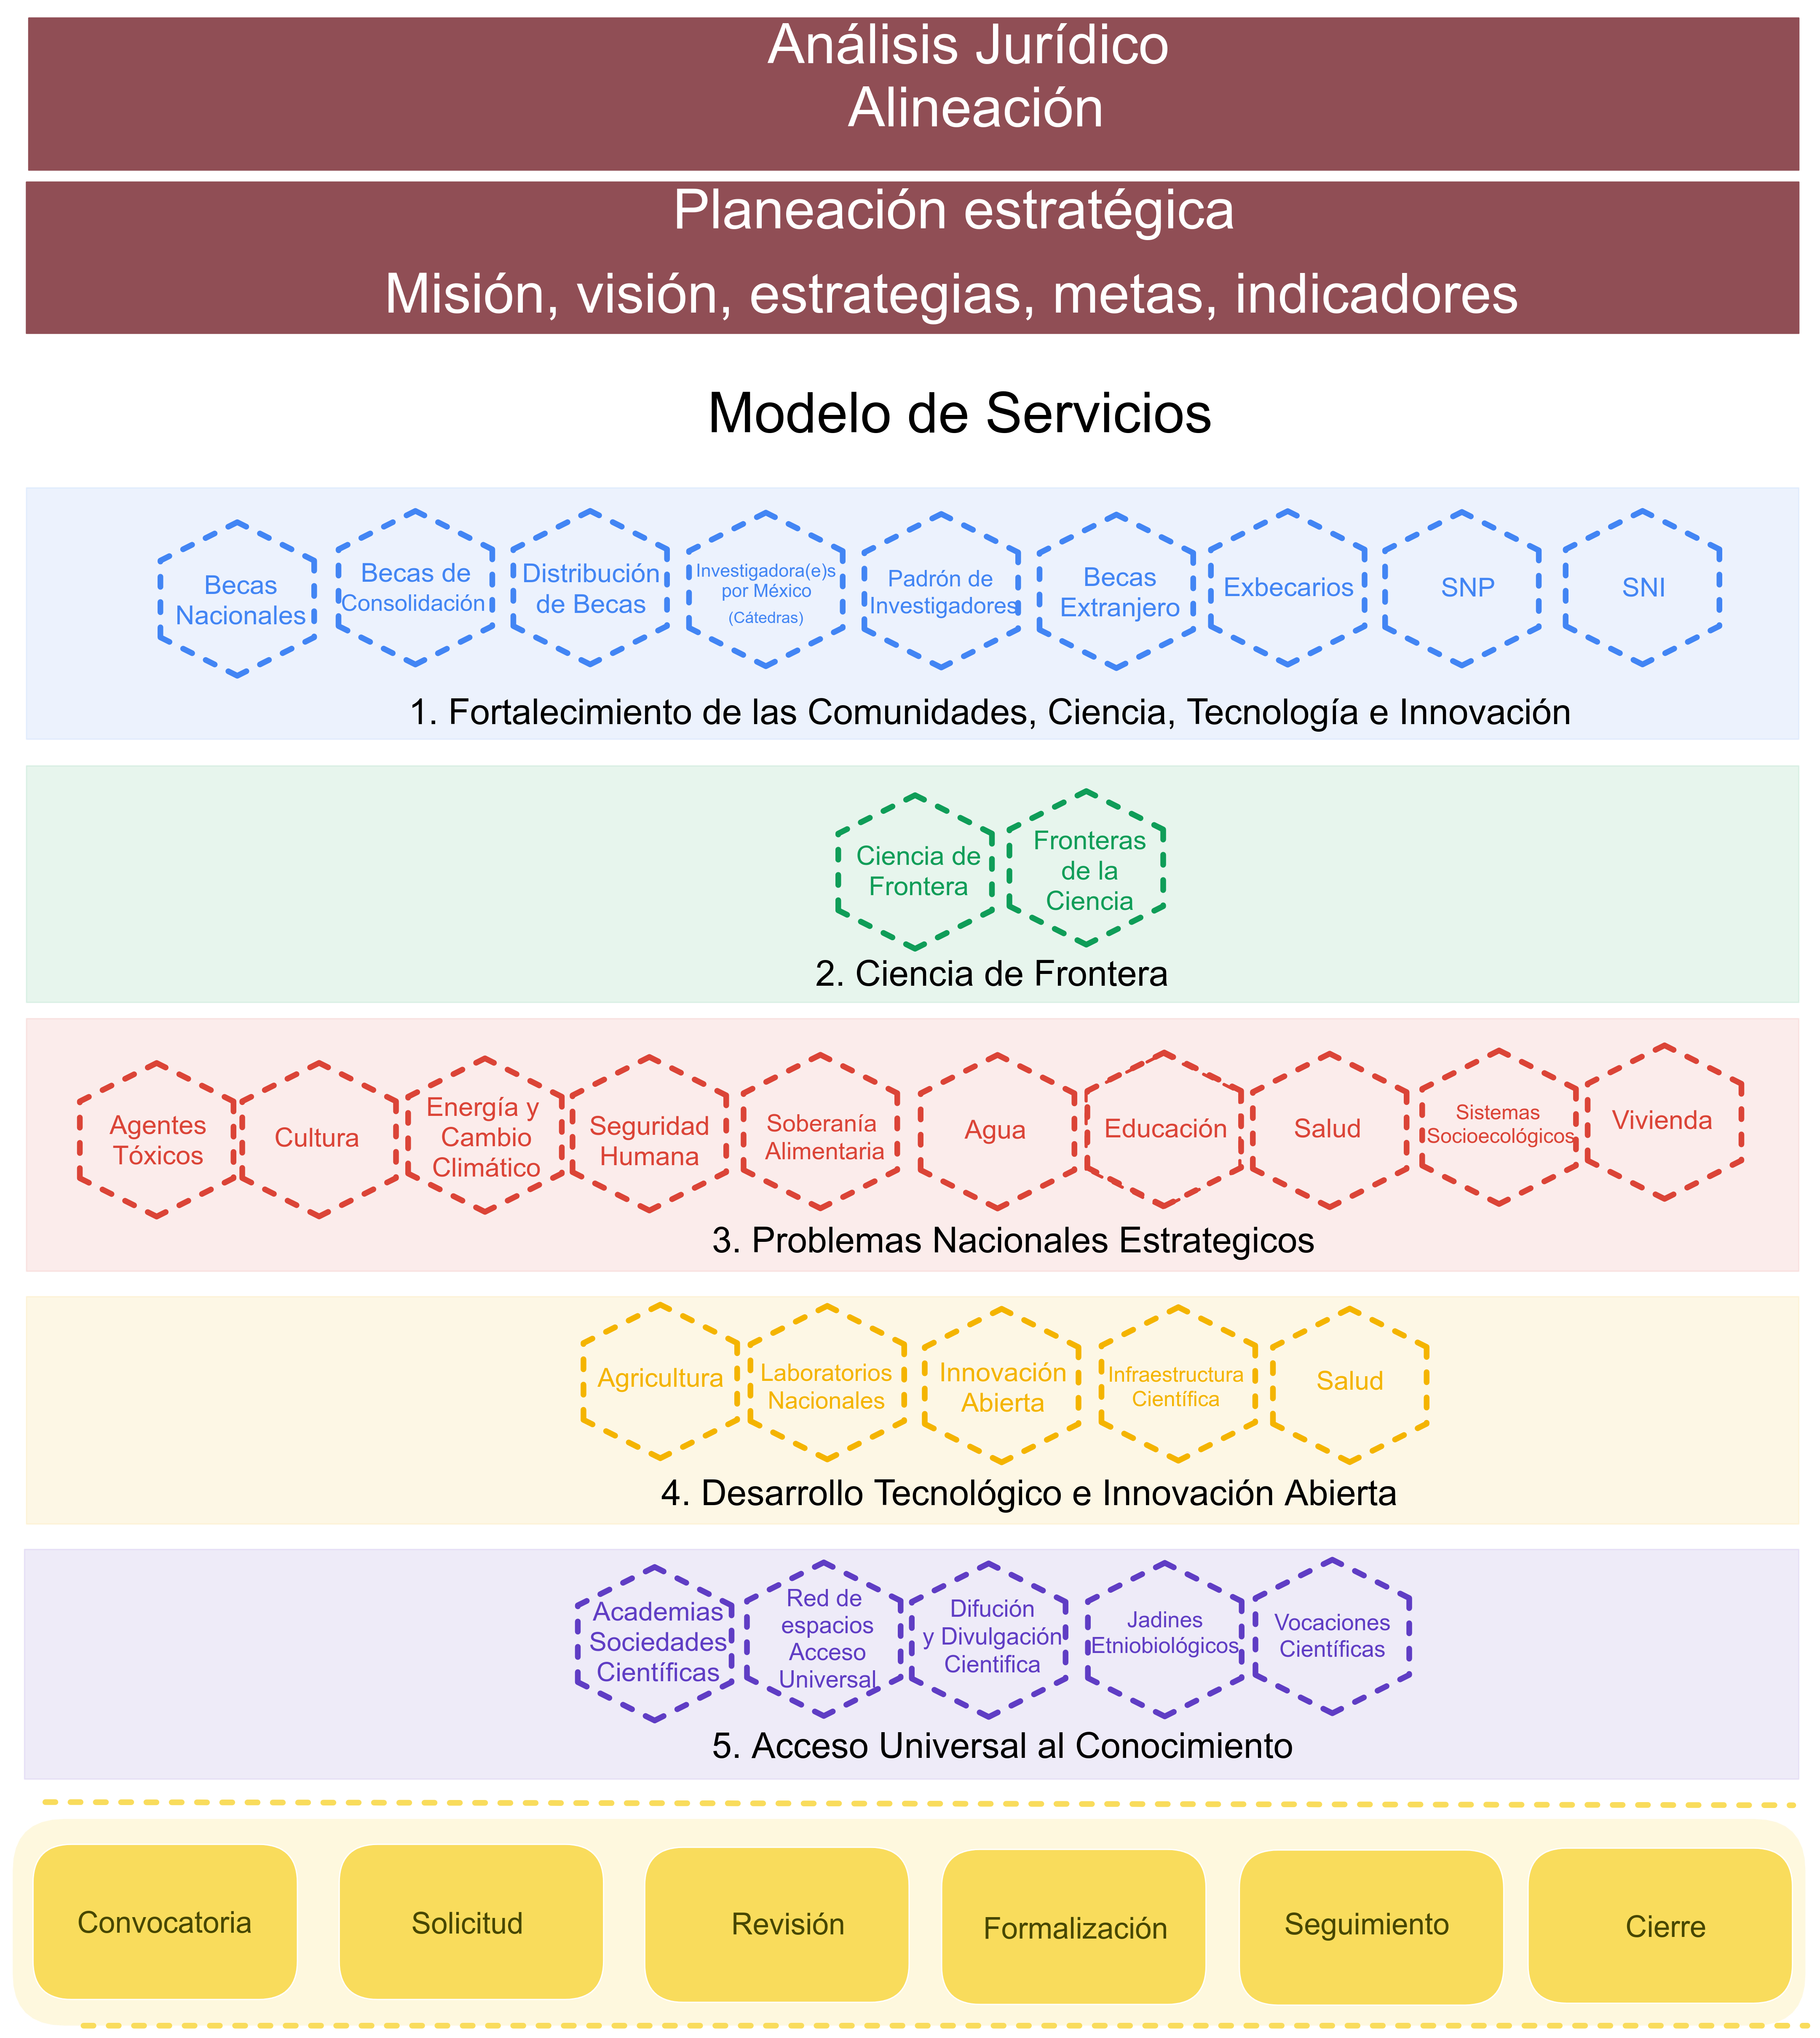 Análisis Jurídico
Alineación
Planeación estratégica
Misión, visión, estrategias, metas, indicadores
Modelo de Servicios
Becas
Nacionales
Becas de
Consolidación
Distribución
de Becas
Investigadora(e)s
por México
(Cátedras)
Padrón de
Investigadores
Becas
Extranjero
Exbecarios
SNP
SNI
1. Fortalecimiento de las Comunidades, Ciencia, Tecnología e Innovación
Ciencia de
Frontera
Fronteras
de la
Ciencia
2. Ciencia de Frontera
Agentes
Tóxicos
Cultura
Energía y
Cambio
Climático
Seguridad
Humana
Soberanía
Alimentaria
Agua
Educación
Salud
Sistemas
Socioecológicos
Vivienda
3. Problemas Nacionales Estrategicos
Agricultura
Laboratorios
Nacionales
Innovación
Abierta
Infraestructura
Científica
Salud
4. Desarrollo Tecnológico e Innovación Abierta
Academias
Sociedades
Científicas
Red de
espacios
Acceso
Universal
Difución
y Divulgación
Cientifica
Jadines
Etniobiológicos
Vocaciones
Científicas
5. Acceso Universal al Conocimiento
Convocatoria
Solicitud
Revisión
Formalización
Seguimiento
Cierre